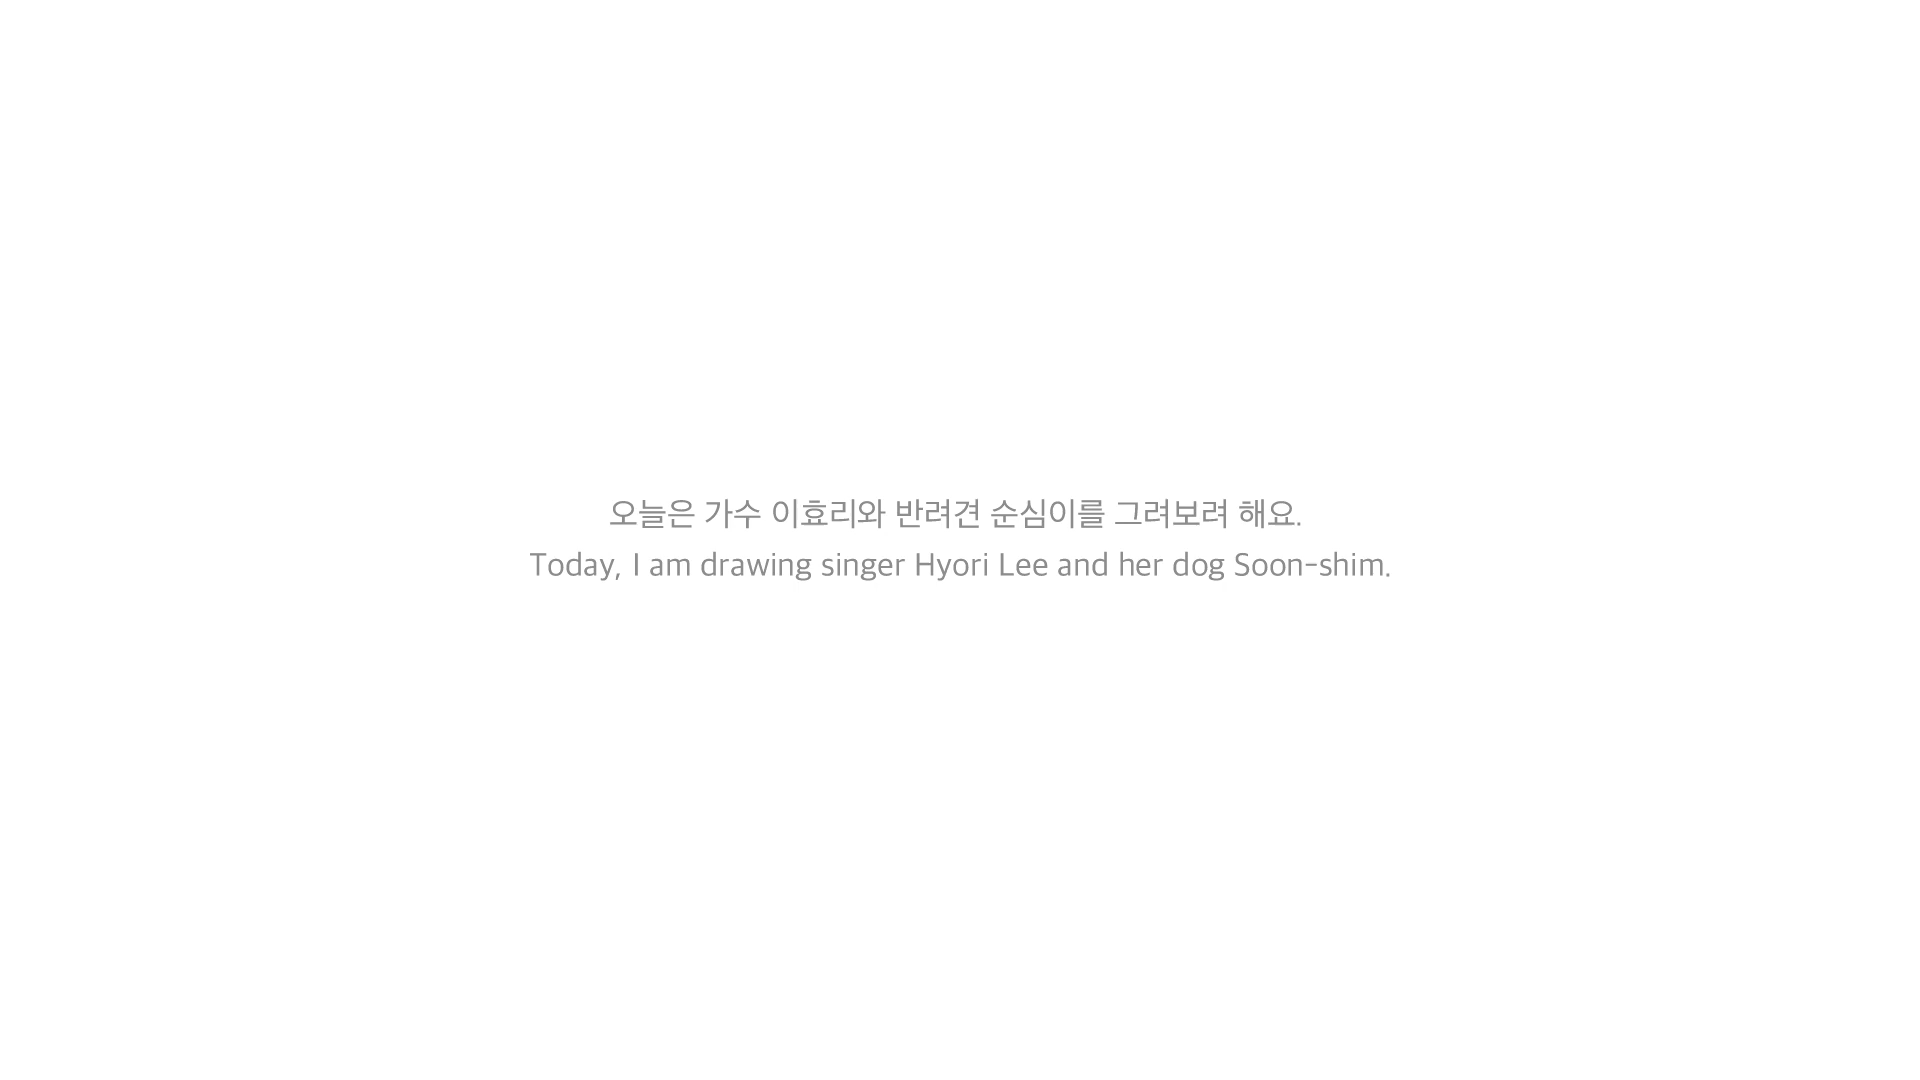 오늘은 가수 이효리와 반려견 순심이를 그려보려 해요.
Today, I am drawing singer Hyori Lee and her dog Soon-shim.